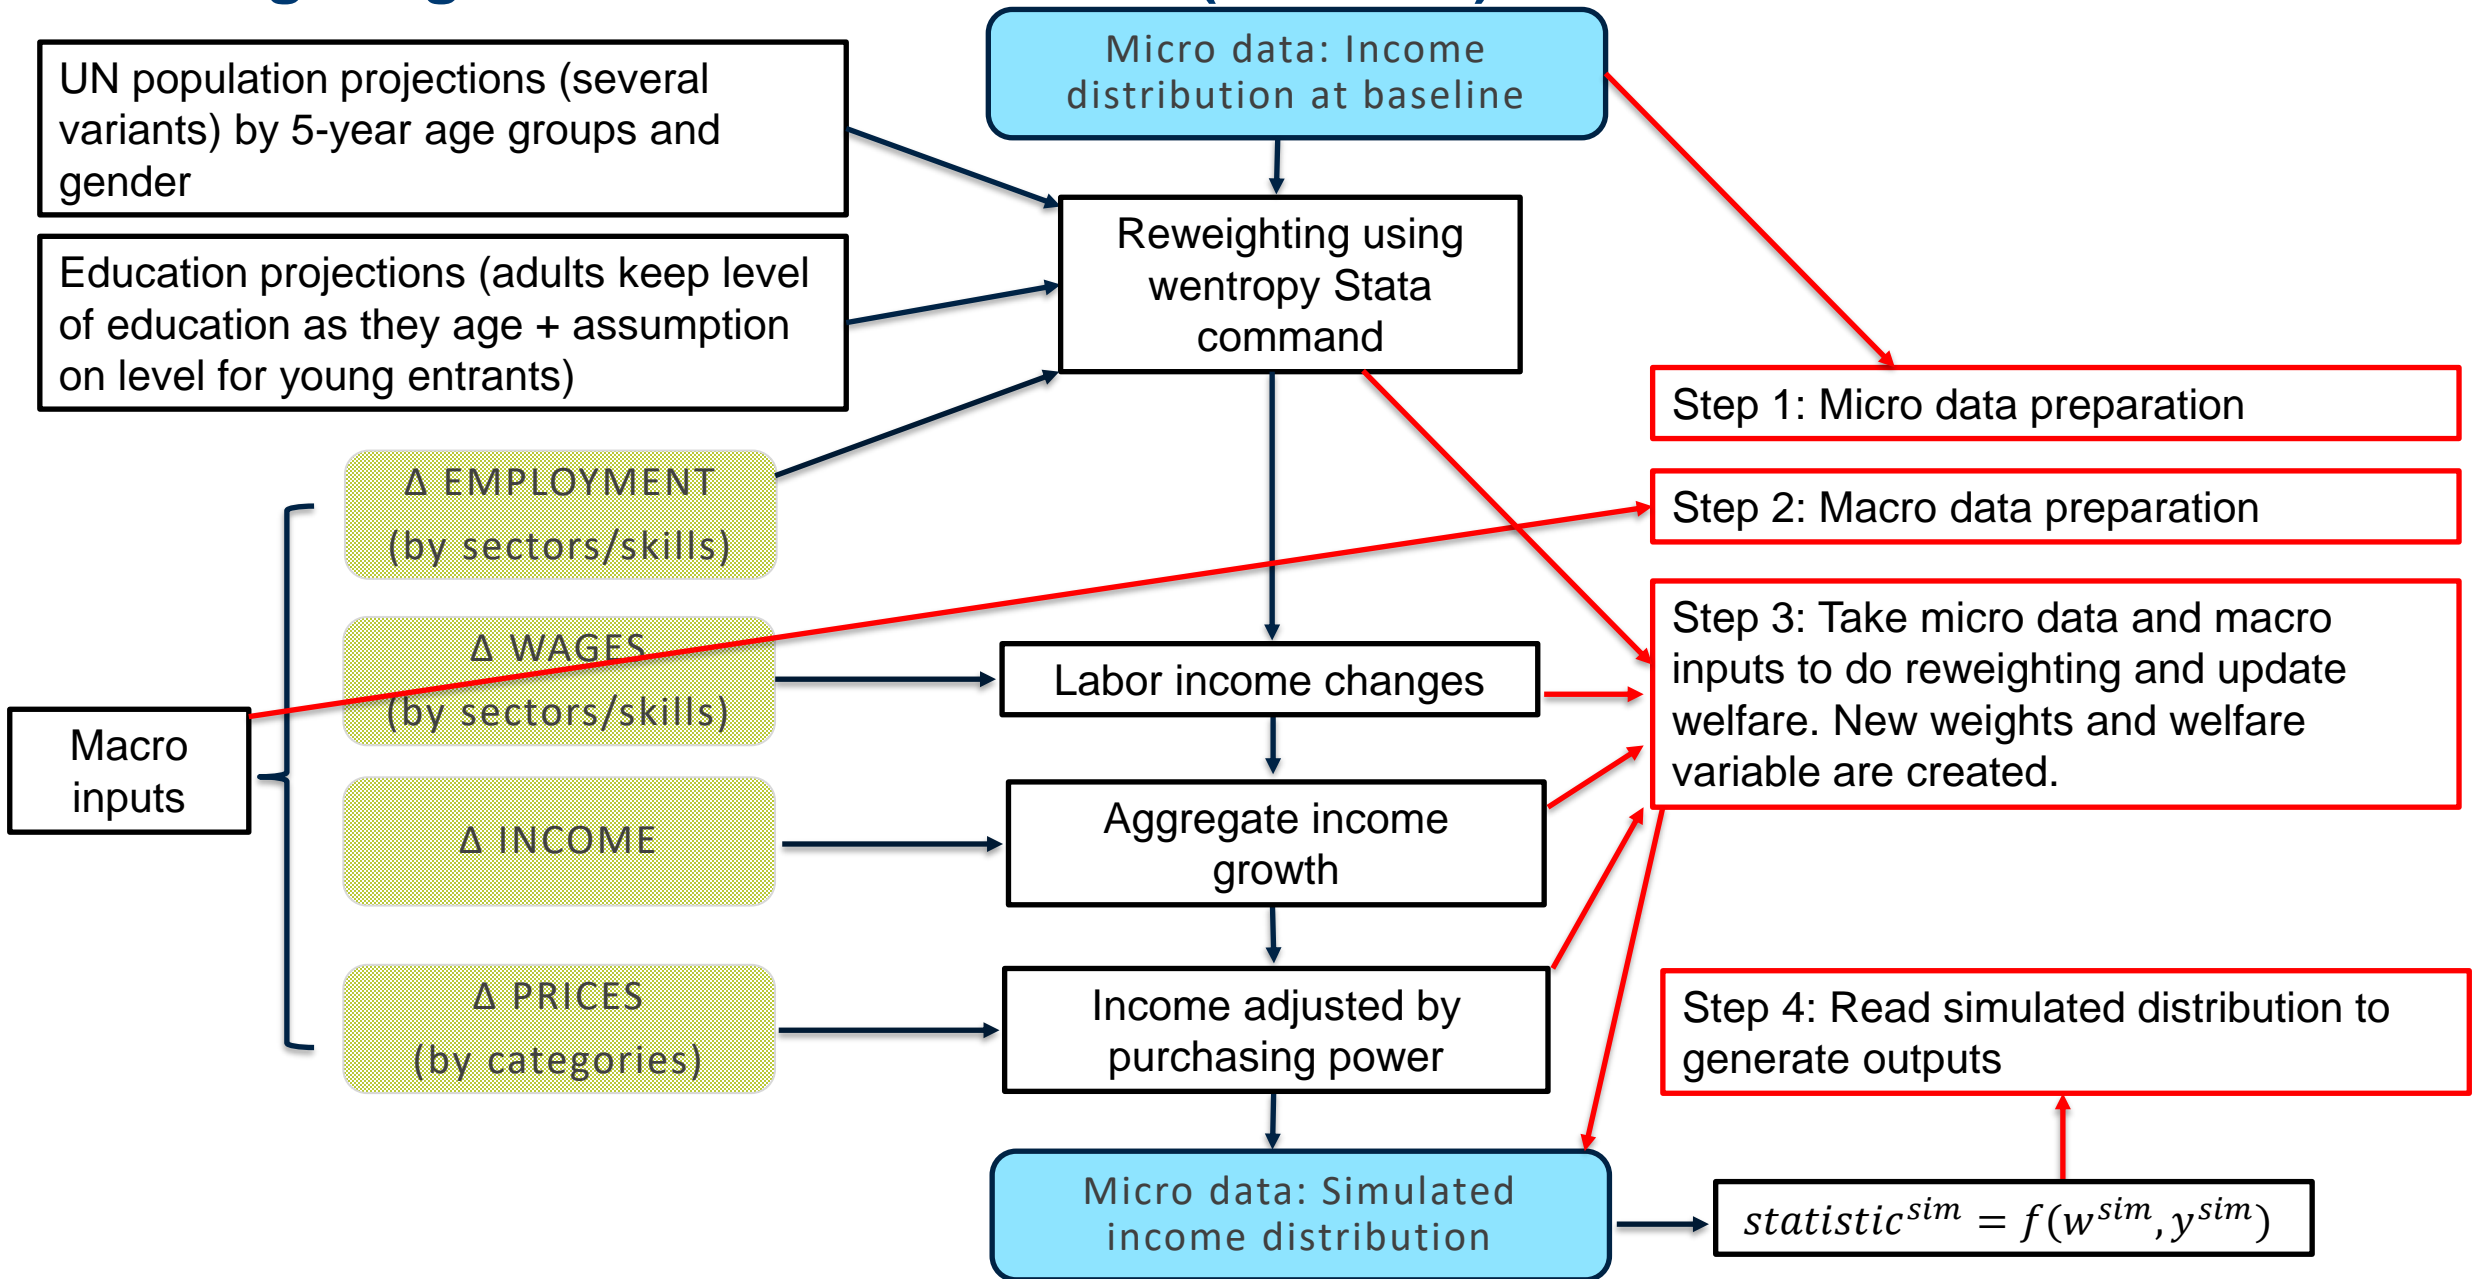 Micro data: Income
distribution at baseline
UN population projections (several
variants) by 5-year age groups and
gender
Reweighting using
wentropy Stata
command
Education projections (adults keep level
of education as they age + assumption
on level for young entrants)
Step 1: Micro data preparation
Δ EMPLOYMENT
(by sectors/skills)
Step 2: Macro data preparation
Δ WAGES
(by sectors/skills)
Labor income changes
Step 3: Take micro data and macro
inputs to do reweighting and update
welfare. New weights and welfare
variable are created.
Macro
inputs
Δ INCOME
Aggregate income
growth
Δ PRICES
(by categories)
Income adjusted by
purchasing power
Step 4: Read simulated distribution to
generate outputs
Micro data: Simulated
income distribution
statistic^sim = f(w^sim, y^sim)